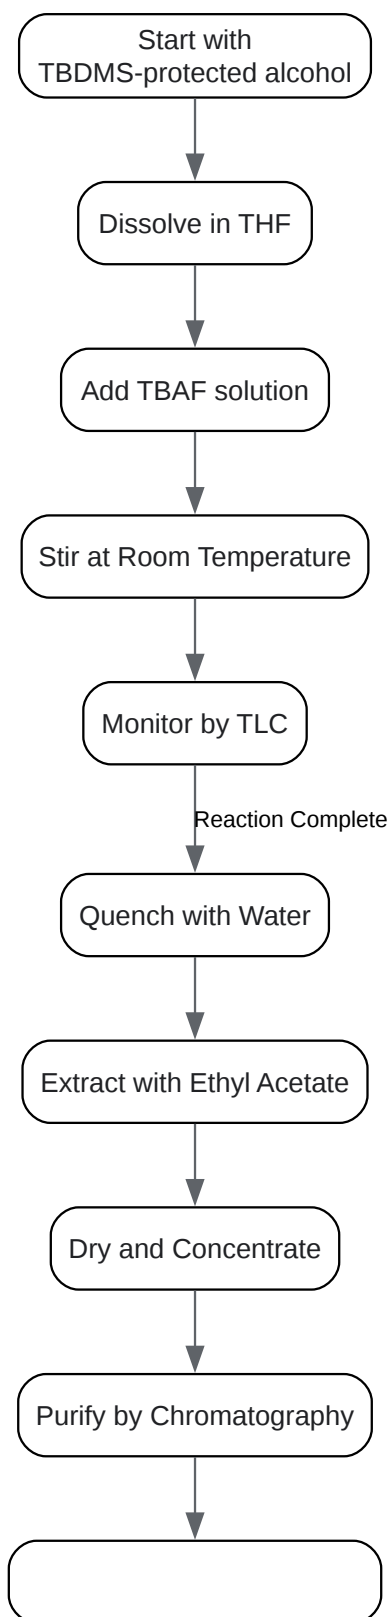 Start with
TBDMS-protected alcohol
Dissolve in THF
Add TBAF solution
Stir at Room Temperature
Monitor by TLC
Reaction Complete
Quench with Water
Extract with Ethyl Acetate
Dry and Concentrate
Purify by Chromatography